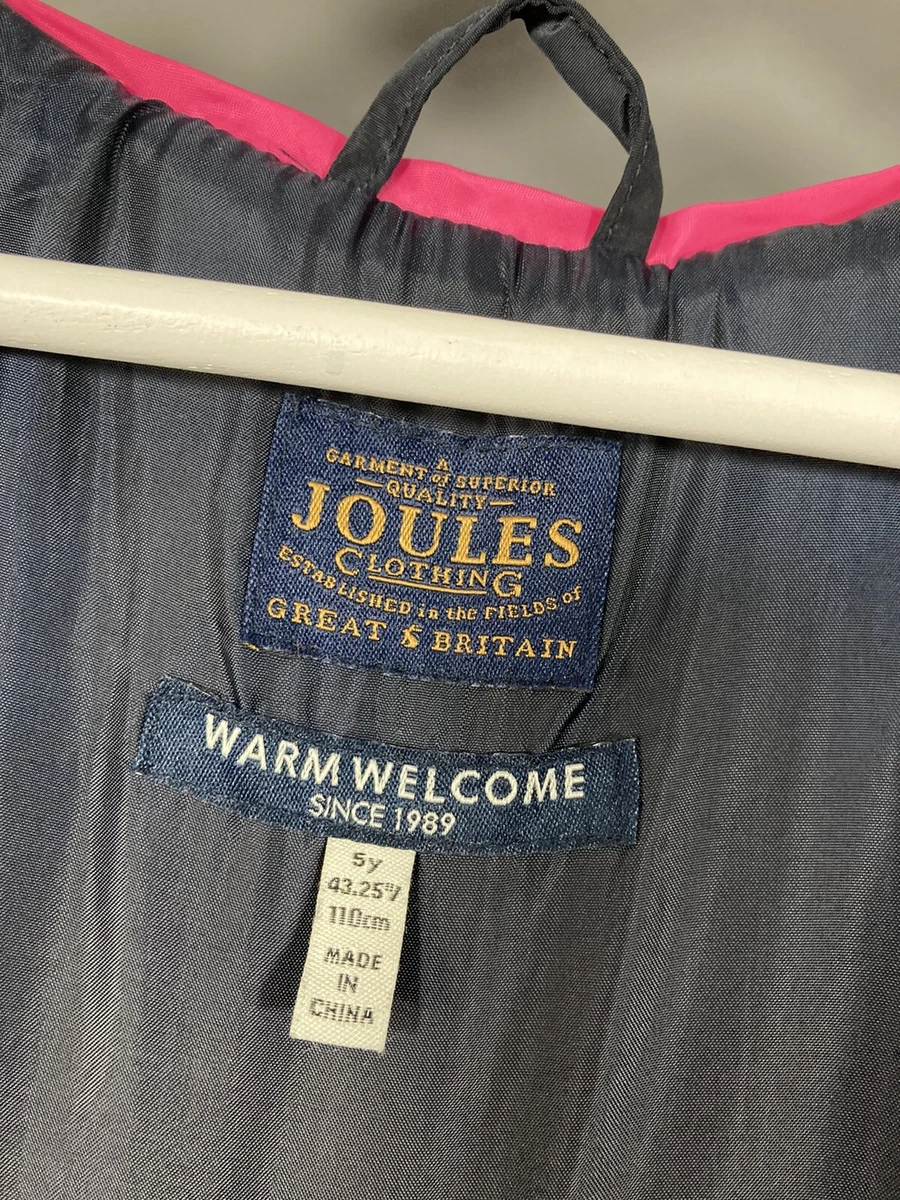 A
GARMENT of SUPERIOR
QUALITY
JOULES
CLOTHING
ESTABLISHED in the FIELDS of
GREAT BRITAIN
WARM WELCOME
SINCE 1989
5y
43.25"/
110cm
MADE
IN
CHINA